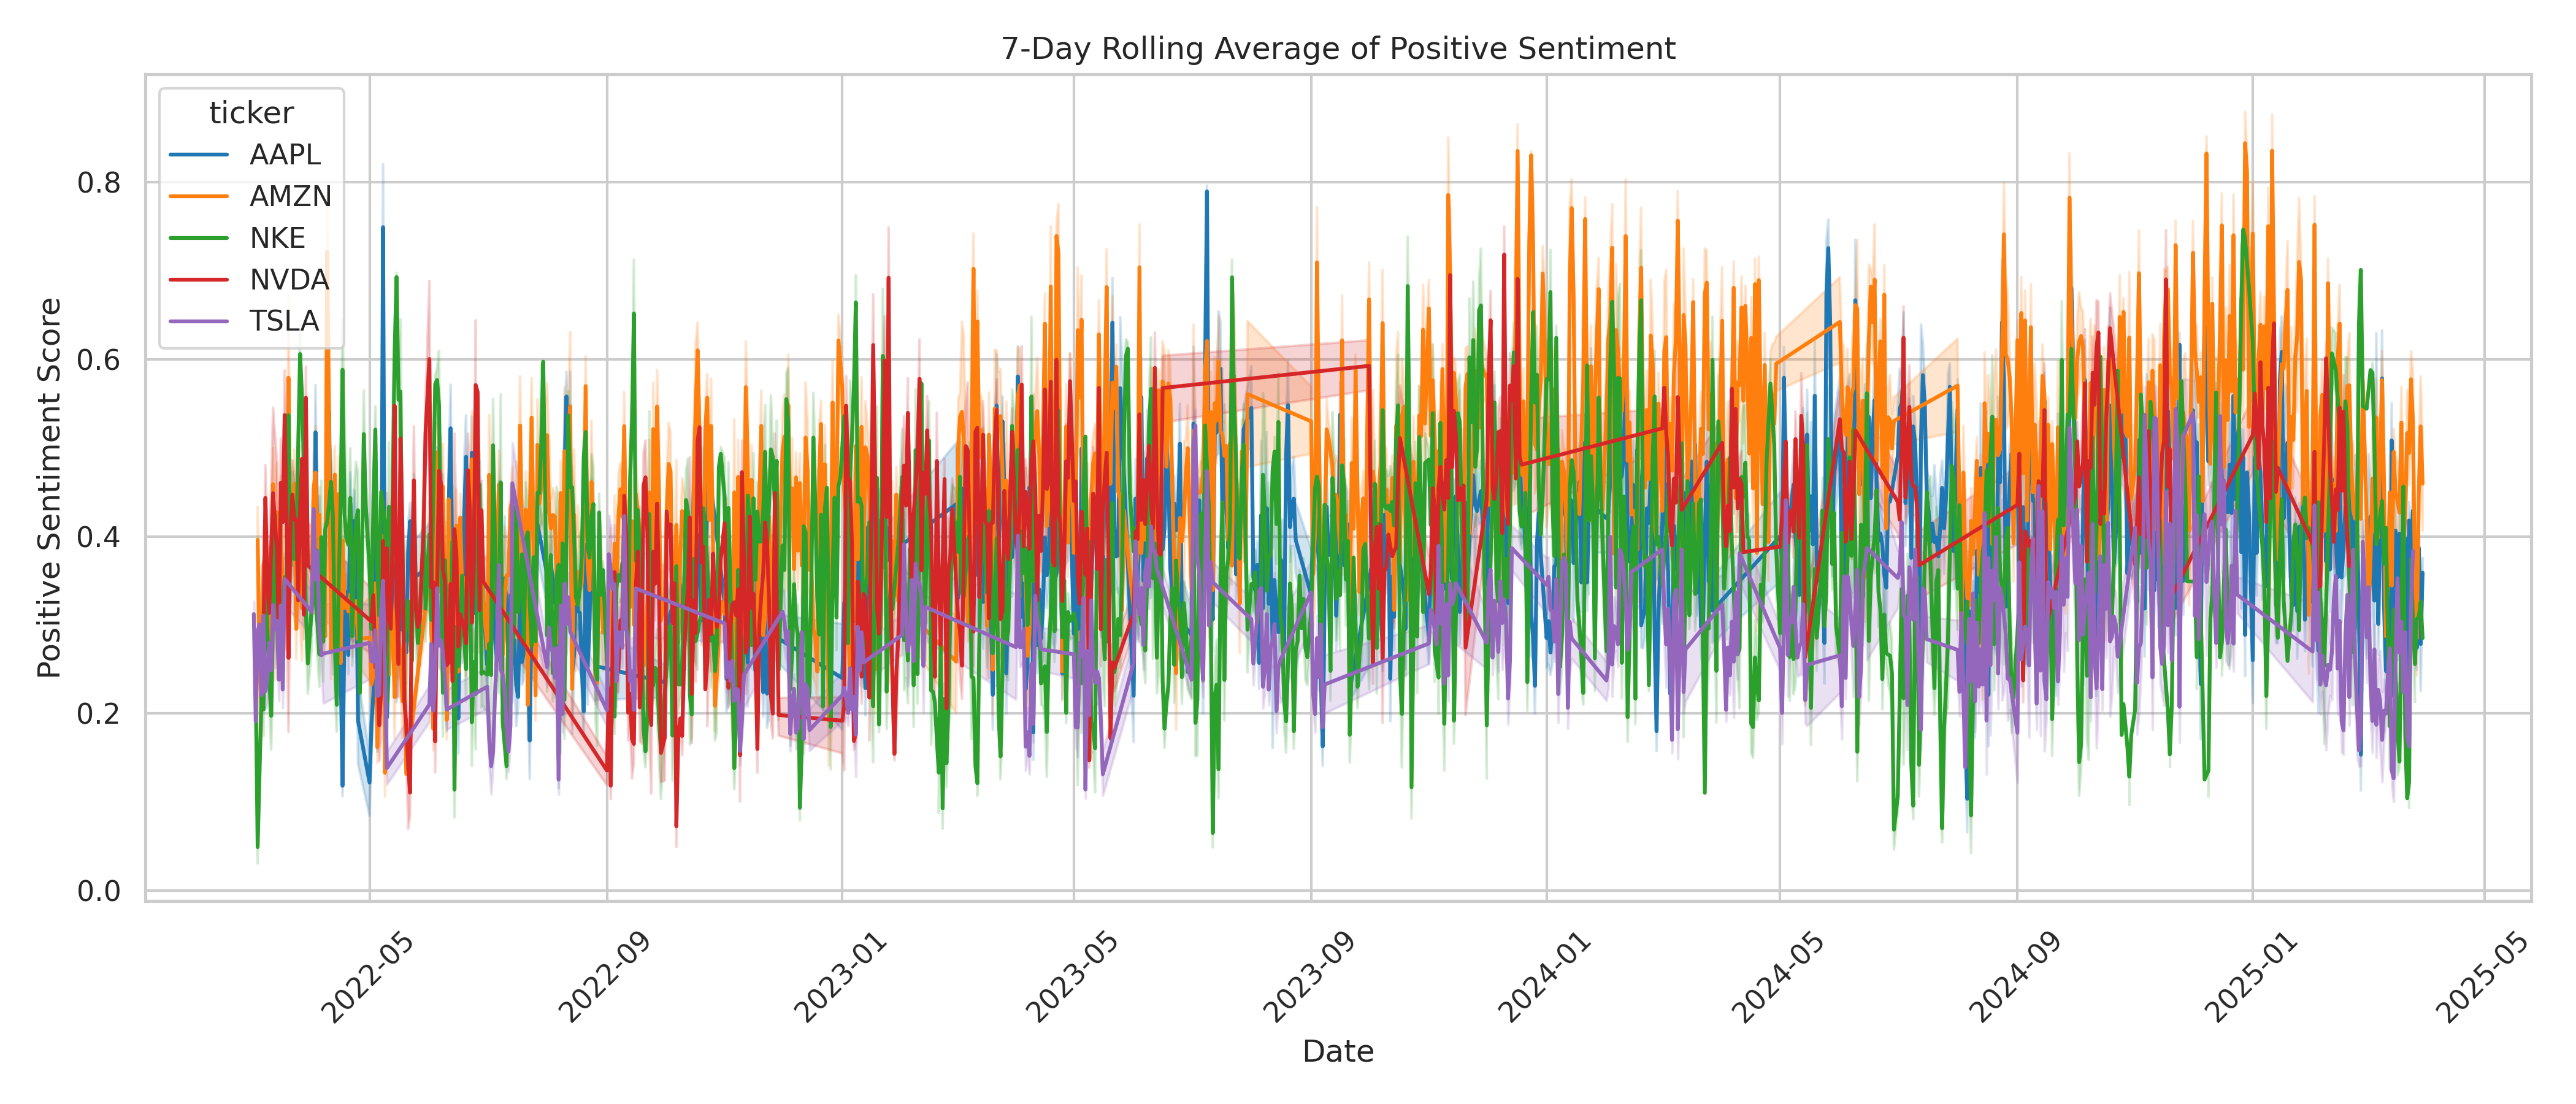 7-Day Rolling Average of Positive Sentiment
ticker
AAPL
AMZN
NKE
NVDA
TSLA
Positive Sentiment Score
0.8
0.6
0.4
0.2
0.0
2022-05
2022-09
2023-01
2023-05
2023-09
2024-01
2024-05
2024-09
2025-01
2025-05
Date